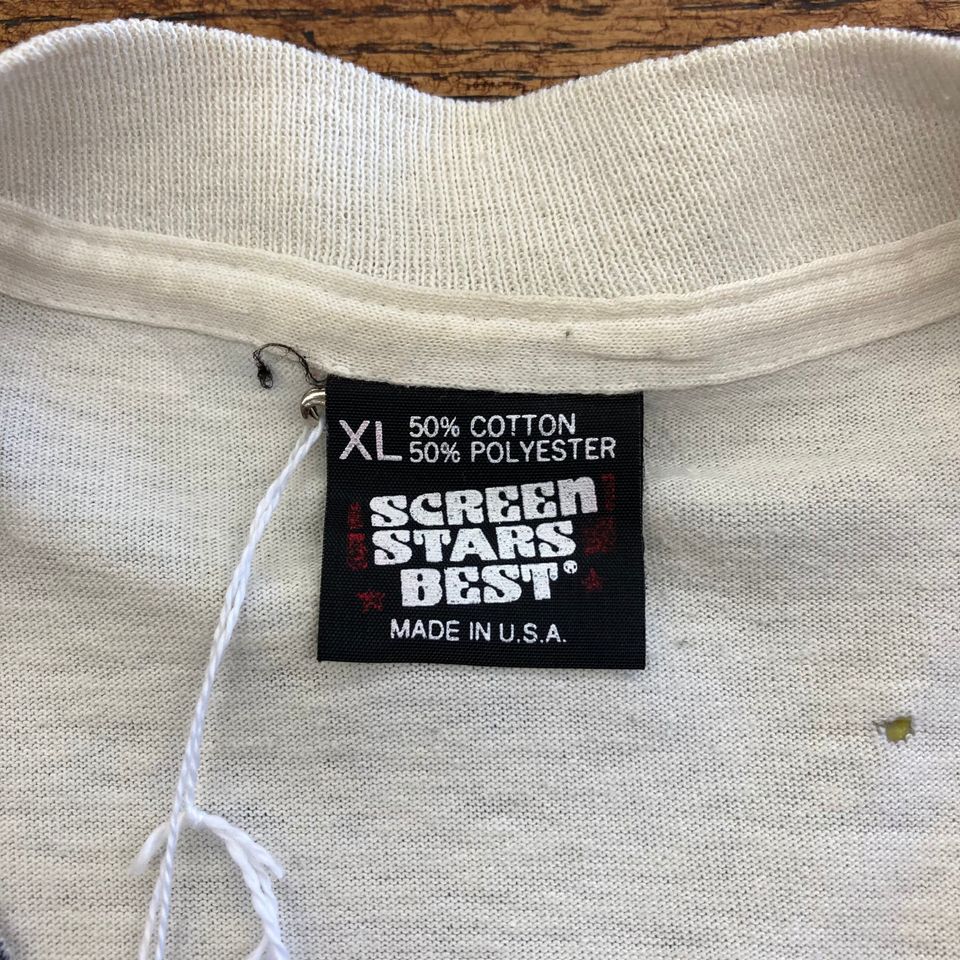 XL 50% COTTON
50% POLYESTER
SCREEN
STARS
BEST®
MADE IN U.S.A.